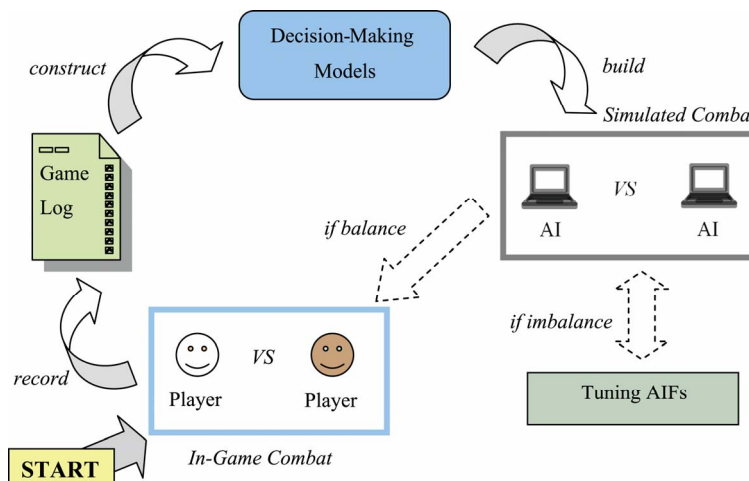 Decision-Making
Models
construct
build
Simulated Comba
Game
Log
VS
AI
AI
if balance
if imbalance
Tuning AIFs
VS
Player
Player
record
In-Game Combat
START